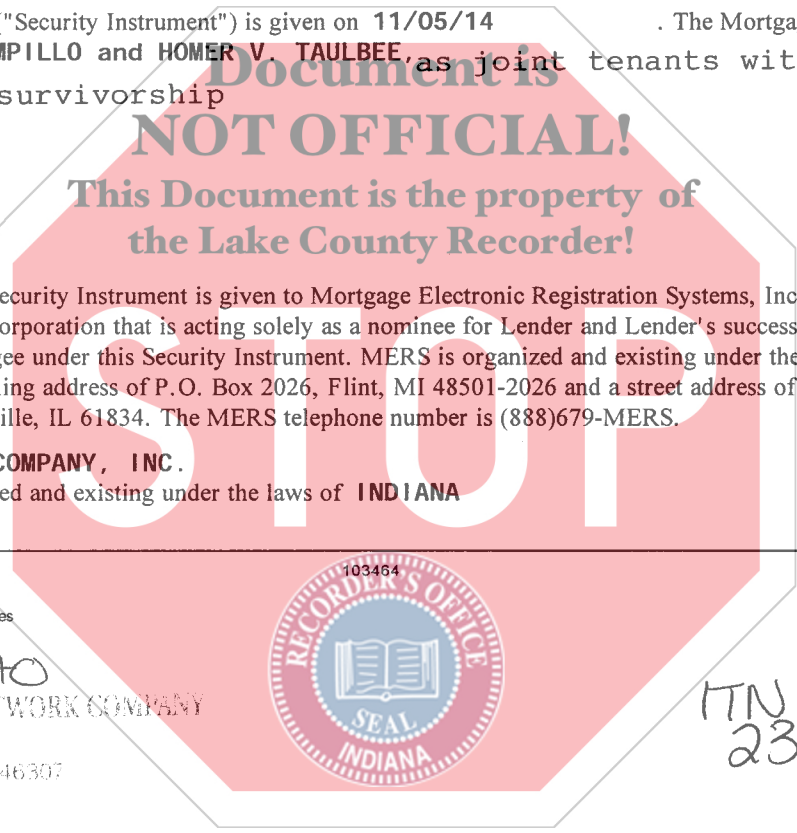 ("Security Instrument") is given on 11/05/14 . The Mortga
MPILLO and HOMER V. TAULBEE, as joint tenants wit
survivorship
Document is
NOT OFFICIAL!
This Document is the property of
the Lake County Recorder!
ecurity Instrument is given to Mortgage Electronic Registration Systems, Inc
orporation that is acting solely as a nominee for Lender and Lender's success
gee under this Security Instrument. MERS is organized and existing under the
ling address of P.O. Box 2026, Flint, MI 48501-2026 and a street address of
ille, IL 61834. The MERS telephone number is (888)679-MERS.
COMPANY, INC.
ed and existing under the laws of INDIANA
STOP
103464
RECORDER'S OFFICE
SEAL
INDIANA
es
TWORK COMPANY
46307
ITN
23